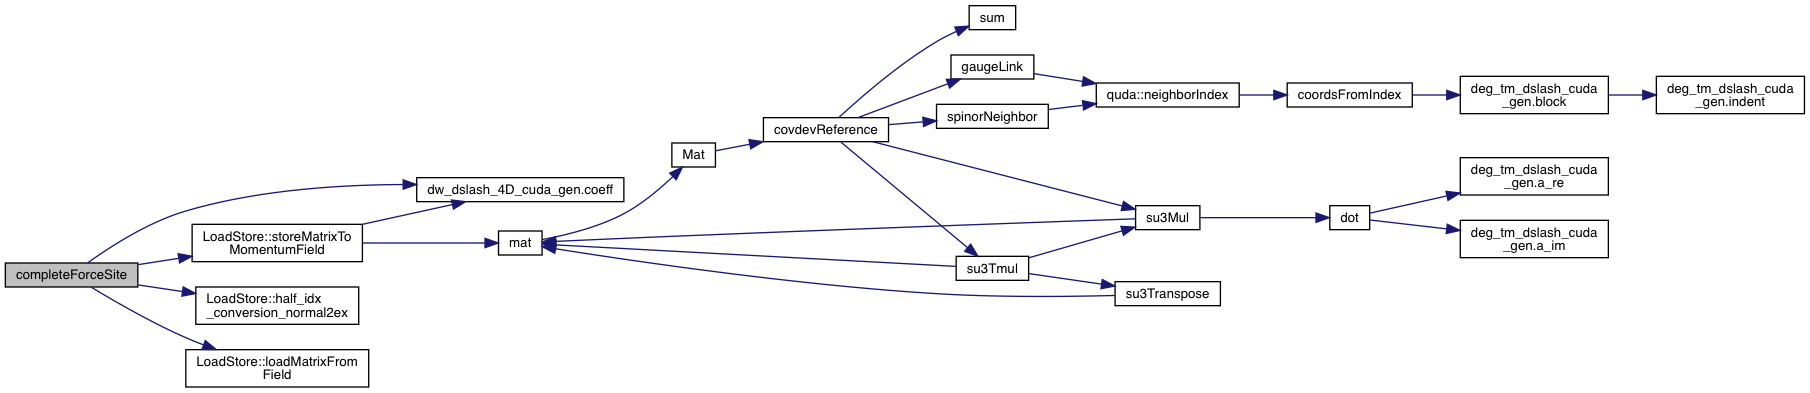 completeForceSite
dw_dslash_4D_cuda_gen.coeff
LoadStore::storeMatrixTo
MomentumField
LoadStore::half_idx
_conversion_normal2ex
LoadStore::loadMatrixFrom
Field
mat
Mat
covdevReference
sum
gaugeLink
spinorNeighbor
su3Tmul
quda::neighborIndex
su3Mul
su3Transpose
coordsFromIndex
dot
deg_tm_dslash_cuda
_gen.block
deg_tm_dslash_cuda
_gen.indent
deg_tm_dslash_cuda
_gen.a_re
deg_tm_dslash_cuda
_gen.a_im